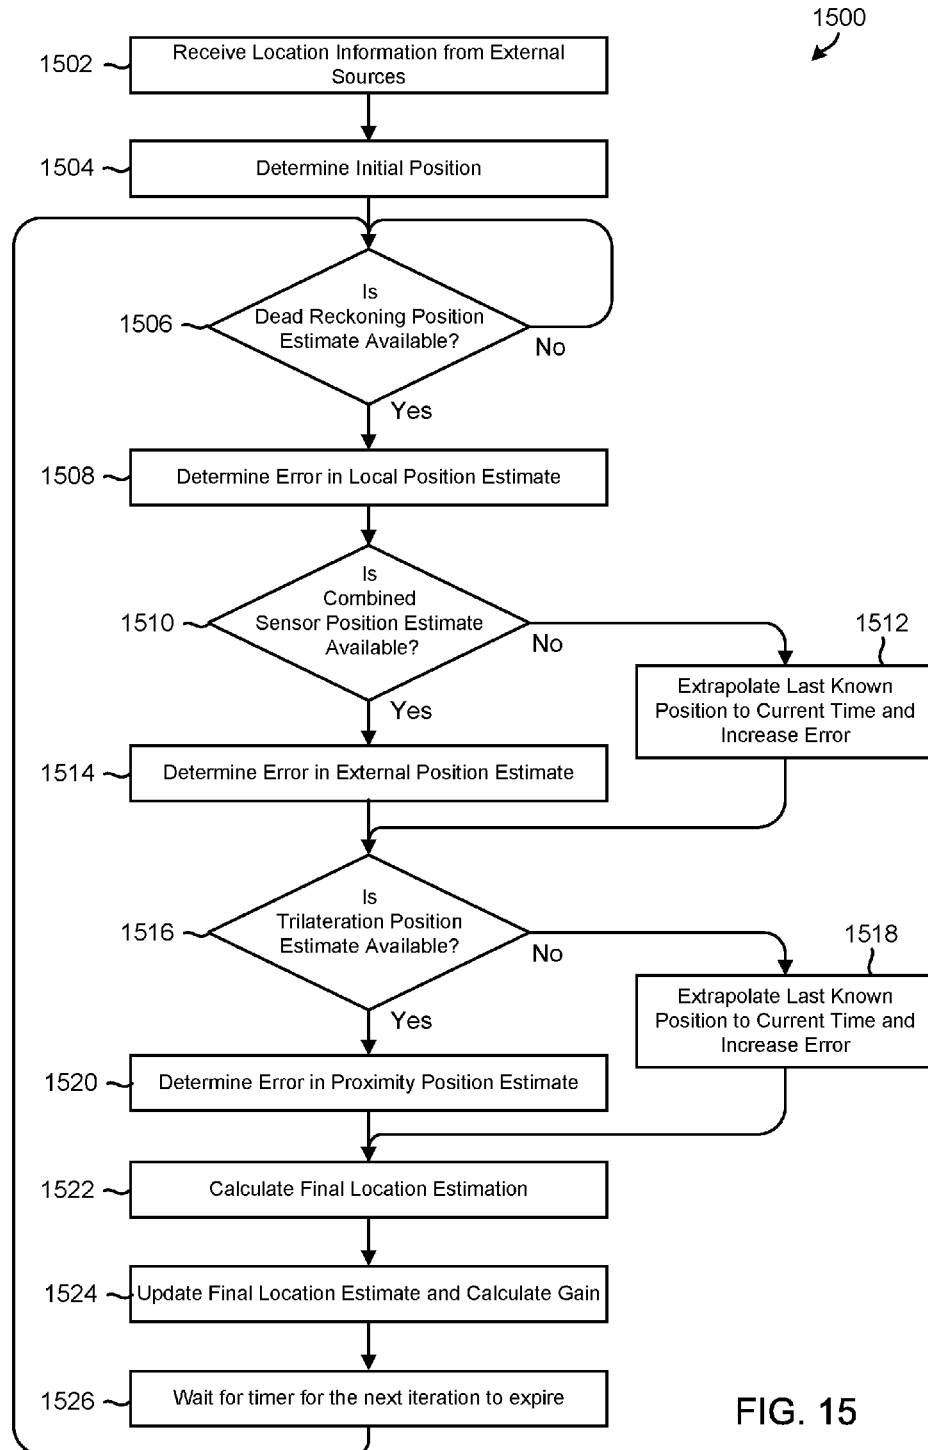 1500
1502
Receive Location Information from External
Sources
1504
Determine Initial Position
1506
Is
Dead Reckoning Position
Estimate Available?
No
Yes
1508
Determine Error in Local Position Estimate
1510
Is
Combined
Sensor Position Estimate
Available?
No
Yes
1512
Extrapolate Last Known
Position to Current Time and
Increase Error
1514
Determine Error in External Position Estimate
1516
Is
Trilateration Position
Estimate Available?
No
Yes
1518
Extrapolate Last Known
Position to Current Time and
Increase Error
1520
Determine Error in Proximity Position Estimate
1522
Calculate Final Location Estimation
1524
Update Final Location Estimate and Calculate Gain
1526
Wait for timer for the next iteration to expire
FIG. 15